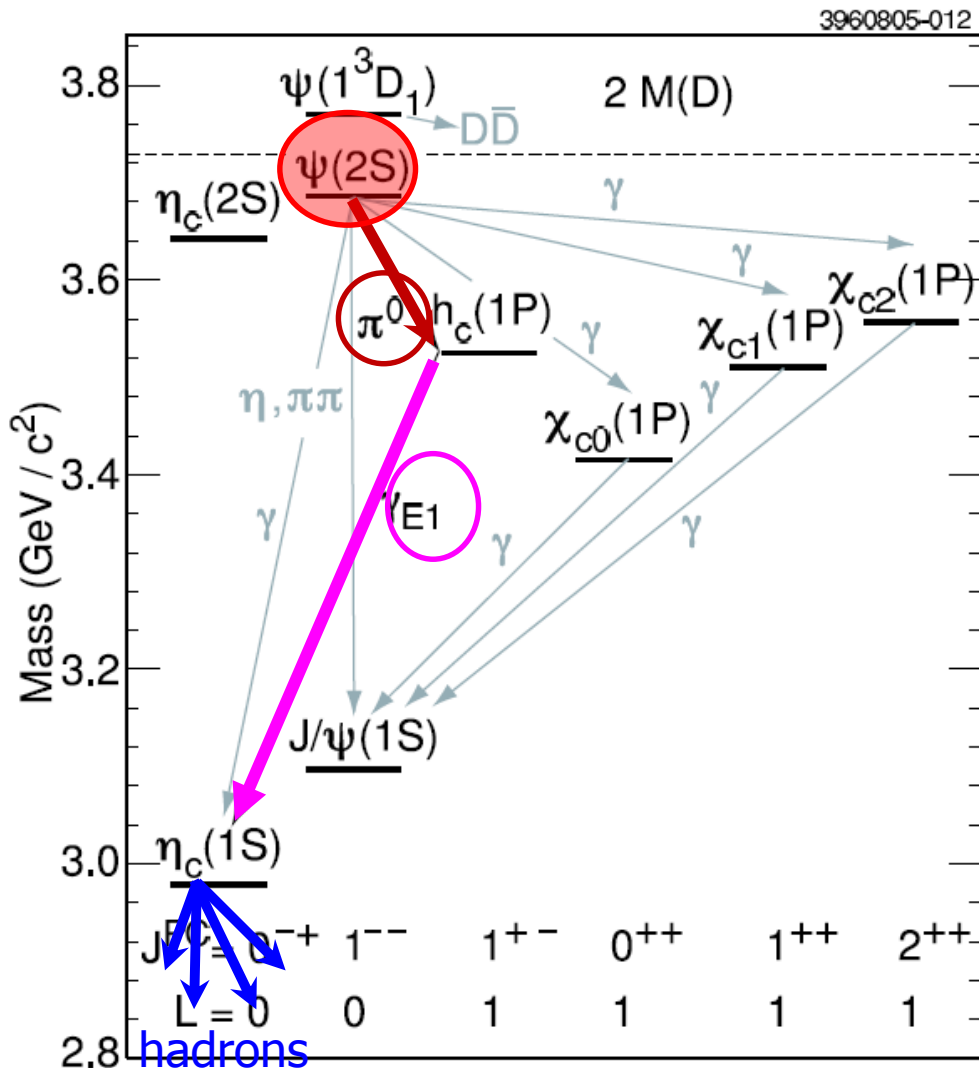 3960805-012
3.8
ψ(1³D₁)
2 M(D)
DD̄
ψ(2S)
η_c(2S)
γ
γ
3.6
χ_c2(1P)
π⁰
h_c(1P)
χ_c1(1P)
γ
γ
η, ππ
χ_c0(1P)
Mass (GeV / c²)
3.4
γ_E1
γ
γ
γ
3.2
J/ψ(1S)
η_c(1S)
3.0
J^PC = 0⁻⁺ 1⁻⁻ 1⁺⁻ 0⁺⁺ 1⁺⁺ 2⁺⁺
L = 0 0 1 1 1 1
hadrons
2.8